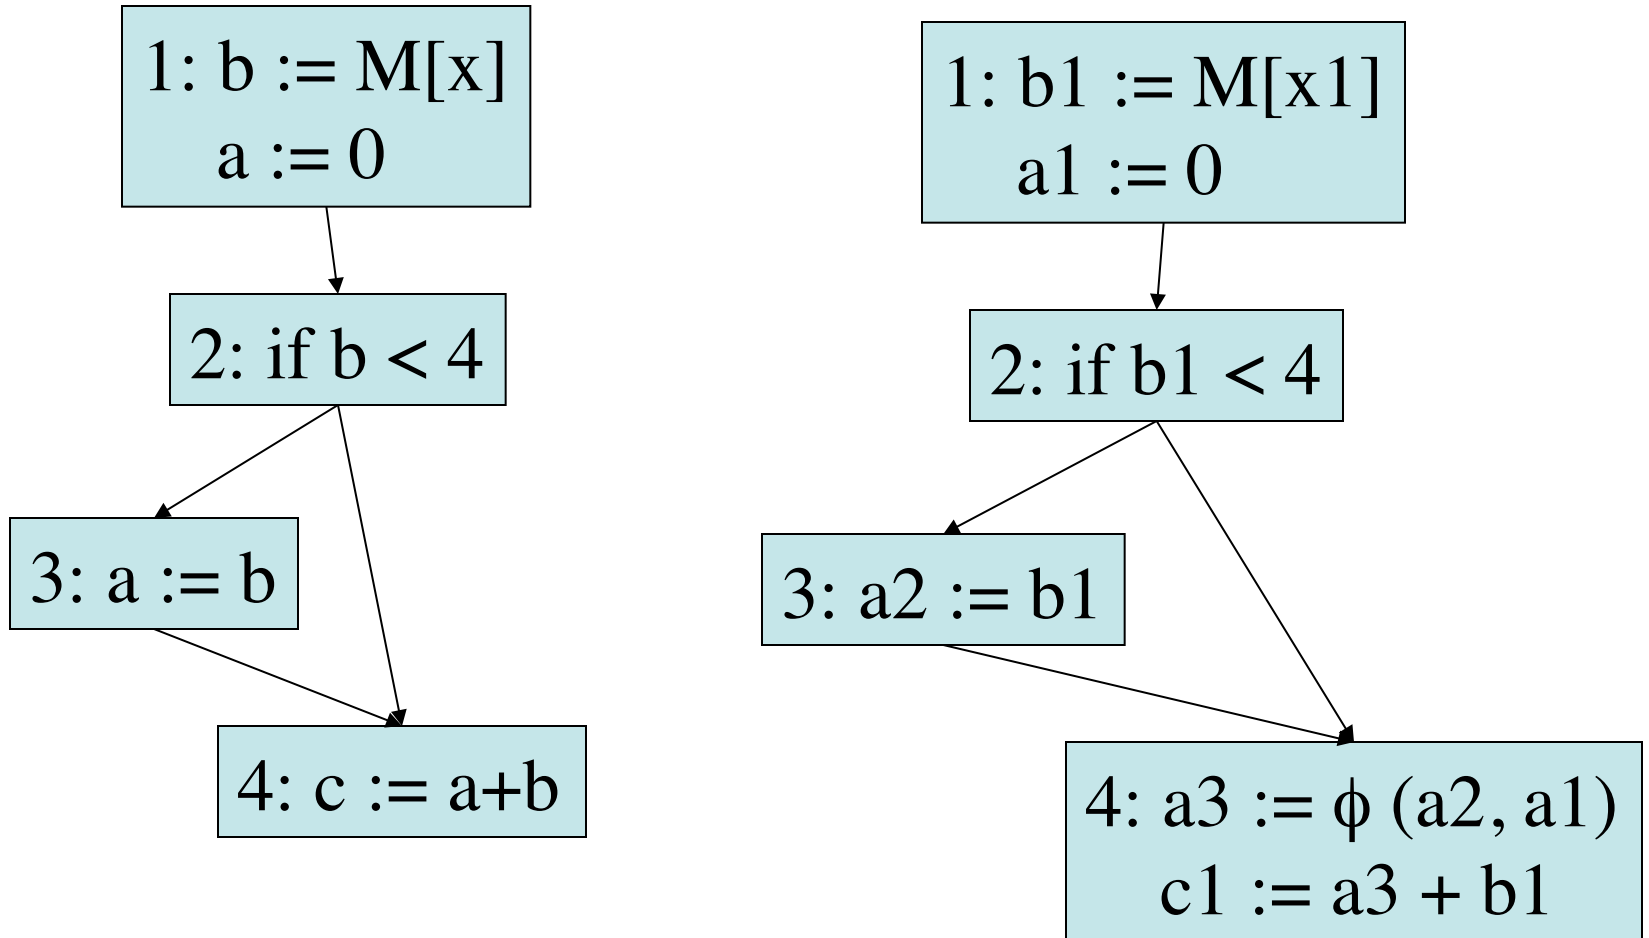 1: b := M[x]
a := 0
2: if b < 4
3: a := b
4: c := a+b
1: b1 := M[x1]
a1 := 0
2: if b1 < 4
3: a2 := b1
4: a3 := ϕ (a2, a1)
c1 := a3 + b1